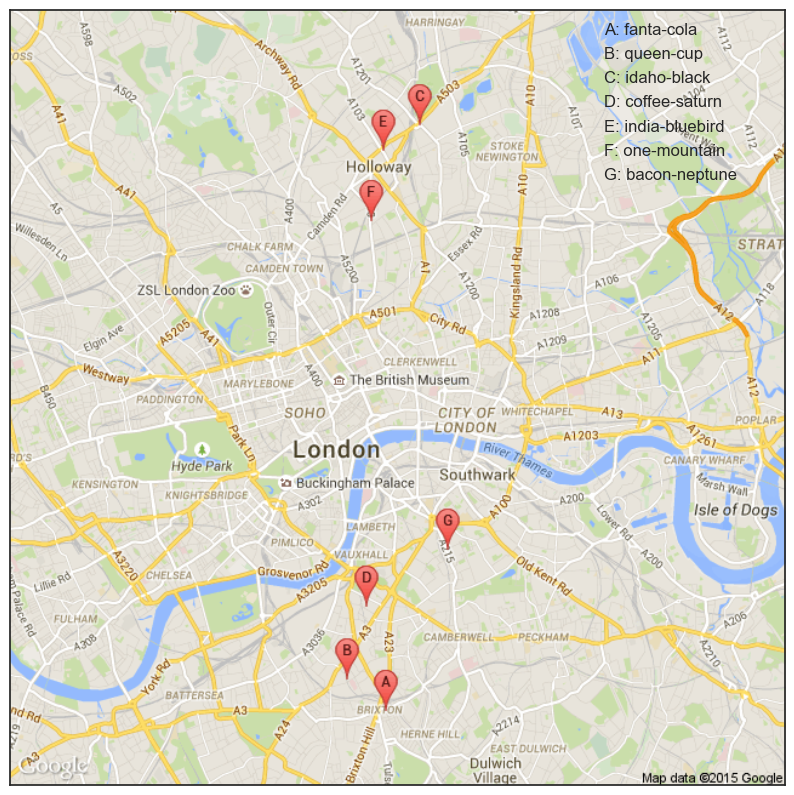 HARRINGAY
A: fanta-cola
B: queen-cup
C: idaho-black
D: coffee-saturn
E: india-bluebird
F: one-mountain
G: bacon-neptune
A598
A112
Archway Rd
A502
A1201
A503
A10
A104
A41
A103
C
E
A107
A105
STOKE
NEWINGTON
Holloway
A10
F
A41
A5
A400
Camden Rd
Willesden Ln
CHALK FARM
CAMDEN TOWN
A5200
Essex Rd
Kingsland Rd
A1
STRAT
A106
ZSL London Zoo
A1200
A118
A5205
A41
Outer Cir
A501
City Rd
A1208
A1205
A12
Elgin Ave
A1209
A11
Westway
A400
CLERKENWELL
MARYLEBONE
The British Museum
A12
B450
PADDINGTON
SOHO
CITY OF
LONDON
WHITECHAPEL
A13
POPLAR
Park Ln
A1203
A1261
London
River Thames
RD'S
Hyde Park
CANARY WHARF
KENSINGTON
Buckingham Palace
Southwark
Marsh Wall
KNIGHTSBRIDGE
A302
A100
A200
Isle of Dogs
Lower Rd
LAMBETH
G
PIMLICO
A215
A200
A3220
VAUXHALL
CHELSEA
Grosvenor Rd
Old Kent Rd
Lillie Rd
A3205
D
FULHAM
A206
A308
A3036
A3
A23
CAMBERWELL
PECKHAM
A2210
B
York Rd
BATTERSEA
A
A3
A24
BRIXTON
A2214
A219
HERNE HILL
EAST DULWICH
A3
Brixton Hill
Dulwich
Village
Google
Map data ©2015 Google